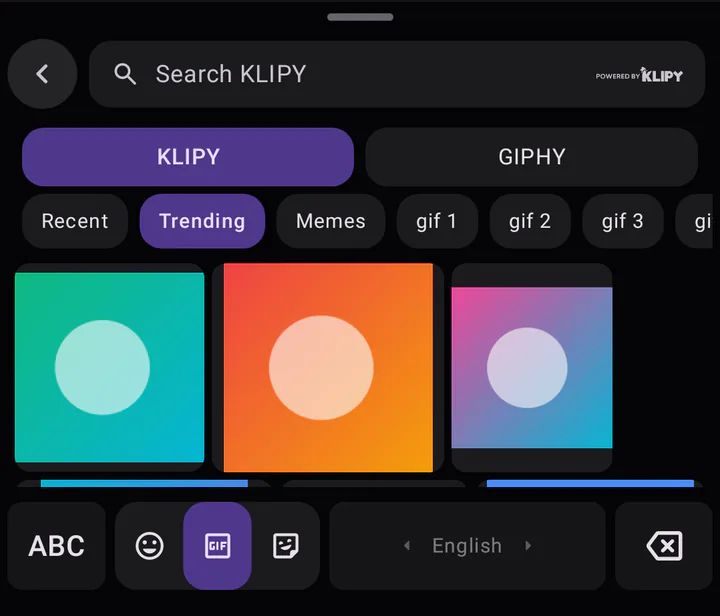 Search KLIPY
POWERED BY KLIPY
KLIPY
GIPHY
Recent
Trending
Memes
gif 1
gif 2
gif 3
gi
ABC
GIF
English